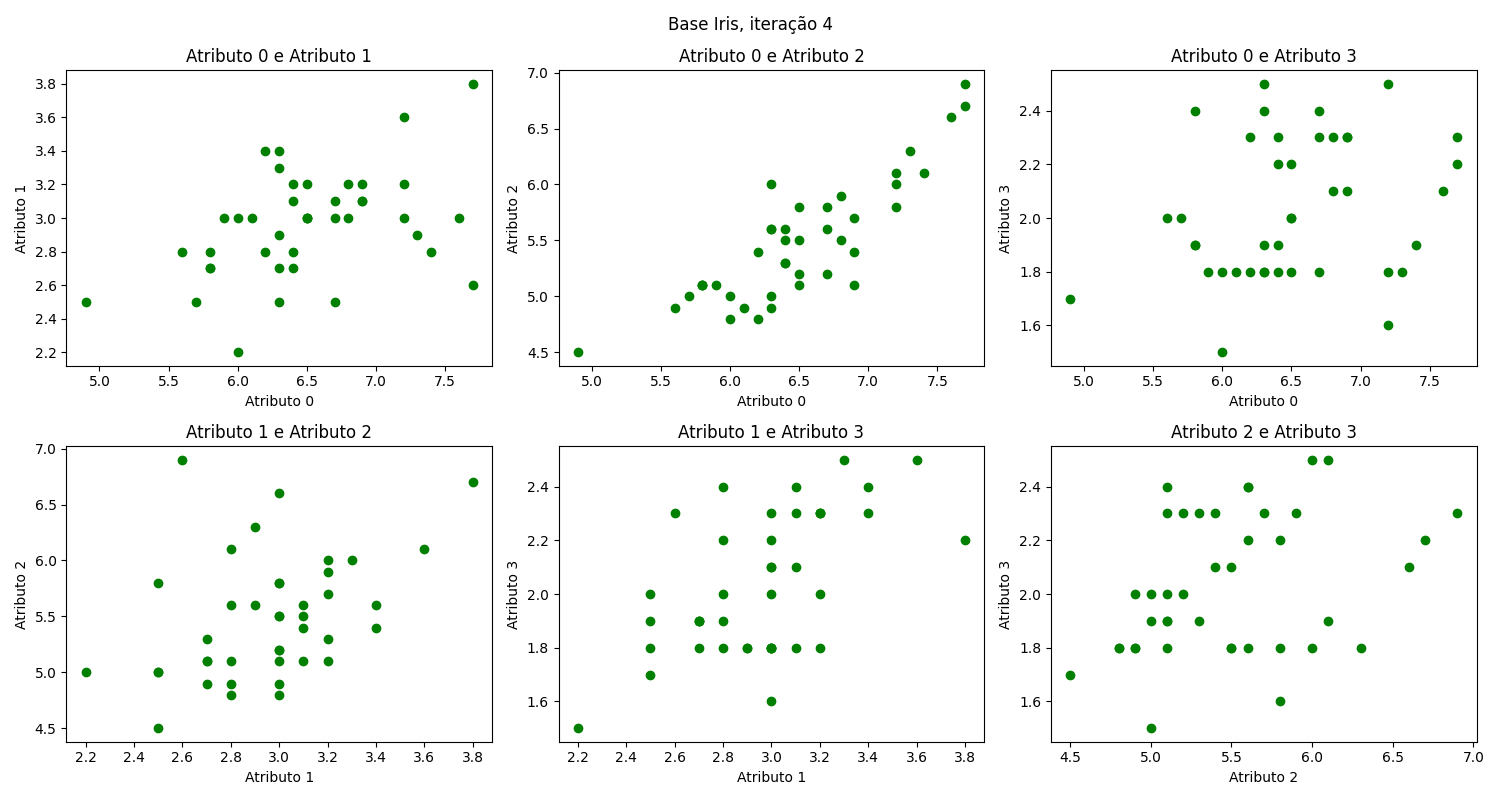 Base Iris, iteração 4
Atributo 0 e Atributo 1
3.8
3.6
3.4
3.2
3.0
2.8
2.6
2.4
2.2
Atributo 1
5.0 5.5 6.0 6.5 7.0 7.5
Atributo 0
Atributo 0 e Atributo 2
7.0
6.5
6.0
5.5
5.0
4.5
Atributo 2
5.0 5.5 6.0 6.5 7.0 7.5
Atributo 0
Atributo 0 e Atributo 3
2.4
2.2
2.0
1.8
1.6
Atributo 3
5.0 5.5 6.0 6.5 7.0 7.5
Atributo 0
Atributo 1 e Atributo 2
7.0
6.5
6.0
5.5
5.0
4.5
Atributo 2
2.2 2.4 2.6 2.8 3.0 3.2 3.4 3.6 3.8
Atributo 1
Atributo 1 e Atributo 3
2.4
2.2
2.0
1.8
1.6
Atributo 3
2.2 2.4 2.6 2.8 3.0 3.2 3.4 3.6 3.8
Atributo 1
Atributo 2 e Atributo 3
2.4
2.2
2.0
1.8
1.6
Atributo 3
4.5 5.0 5.5 6.0 6.5 7.0
Atributo 2